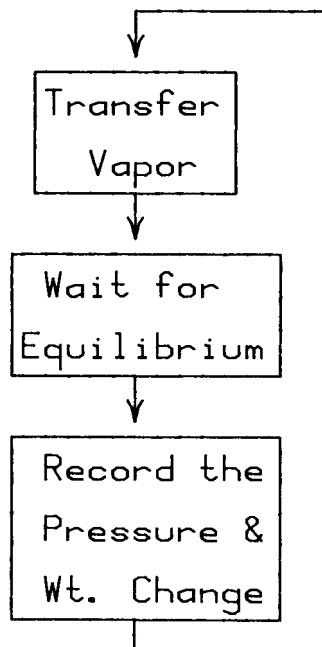 Transfer
Vapor
Wait for
Equilibrium
Record the
Pressure &
Wt. Change